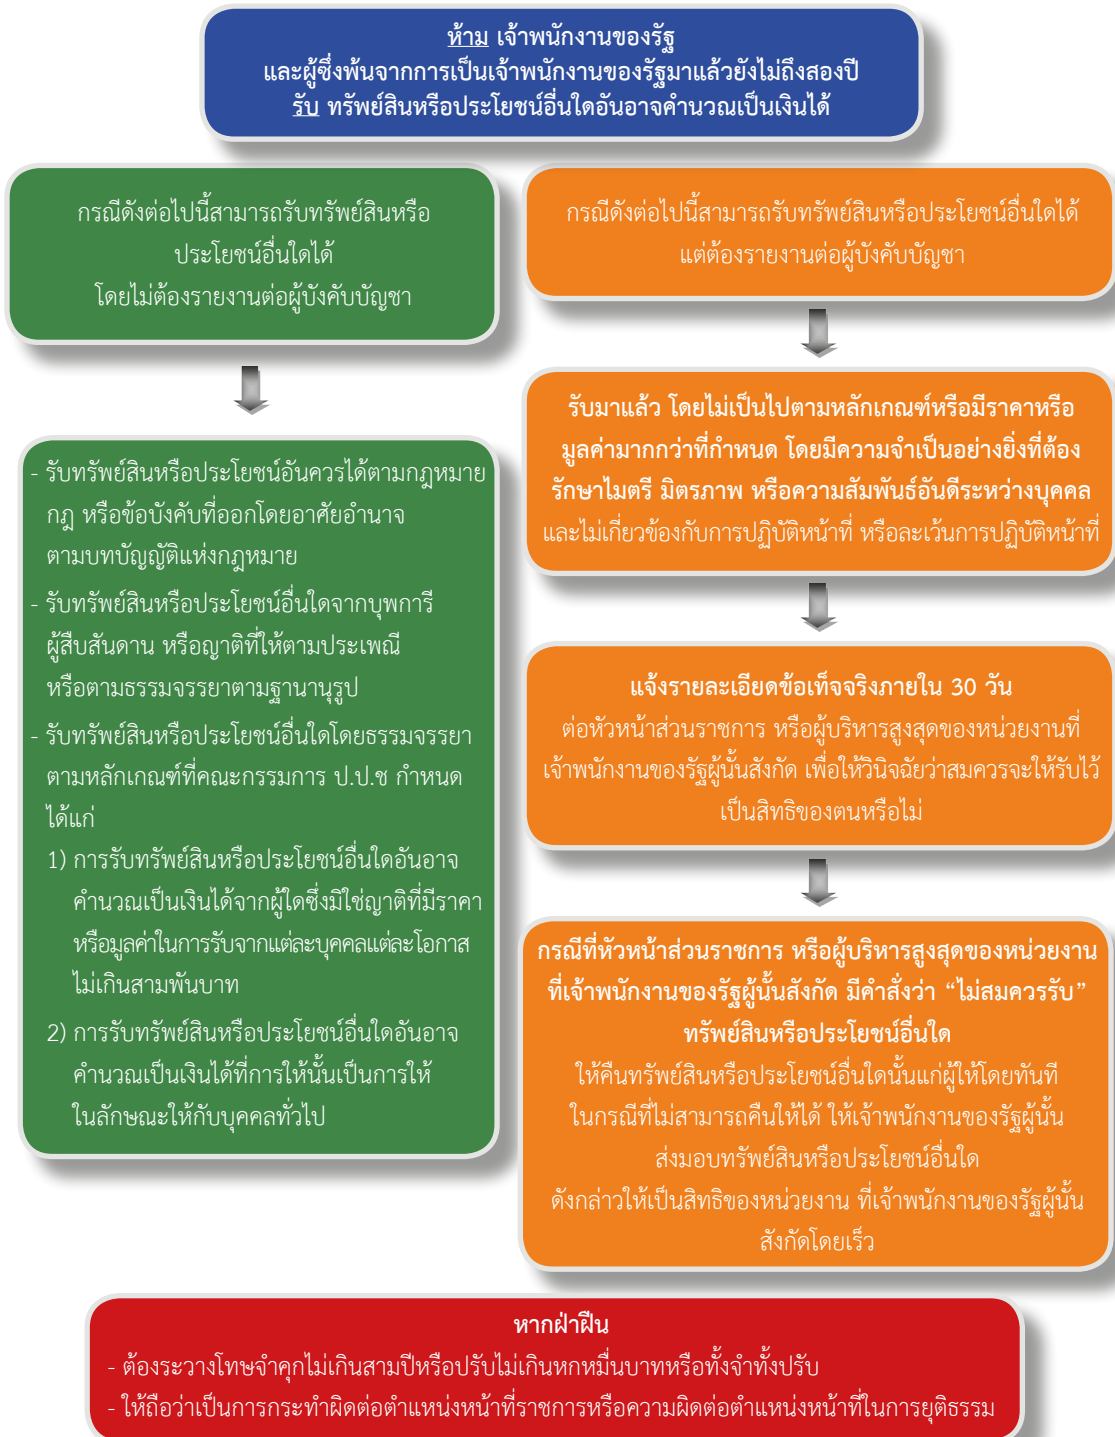 ห้าม เจ้าพนักงานของรัฐ
และผู้ซึ่งพ้นจากการเป็นเจ้าพนักงานของรัฐมาแล้วยังไม่ถึงสองปี
รับ ทรัพย์สินหรือประโยชน์อื่นใดอันอาจคำนวณเป็นเงินได้
กรณีดังต่อไปนี้สามารถรับทรัพย์สินหรือ
ประโยชน์อื่นใดได้
โดยไม่ต้องรายงานต่อผู้บังคับบัญชา
- รับทรัพย์สินหรือประโยชน์อันควรได้ตามกฎหมาย
กฎ หรือข้อบังคับที่ออกโดยอาศัยอำนาจ
ตามบทบัญญัติแห่งกฎหมาย
- รับทรัพย์สินหรือประโยชน์อื่นใดจากบุพการี
ผู้สืบสันดาน หรือญาติที่ให้ตามประเพณี
หรือตามธรรมจรรยาตามฐานานุรูป
- รับทรัพย์สินหรือประโยชน์อื่นใดโดยธรรมจรรยา
ตามหลักเกณฑ์ที่คณะกรรมการ ป.ป.ช กำหนด
ได้แก่
1) การรับทรัพย์สินหรือประโยชน์อื่นใดอันอาจ
คำนวณเป็นเงินได้จากผู้ใดซึ่งมิใช่ญาติที่มีราคา
หรือมูลค่าในการรับจากแต่ละบุคคลแต่ละโอกาส
ไม่เกินสามพันบาท
2) การรับทรัพย์สินหรือประโยชน์อื่นใดอันอาจ
คำนวณเป็นเงินได้ที่การให้นั้นเป็นการให้
ในลักษณะให้กับบุคคลทั่วไป
กรณีดังต่อไปนี้สามารถรับทรัพย์สินหรือประโยชน์อื่นใดได้
แต่ต้องรายงานต่อผู้บังคับบัญชา
รับมาแล้ว โดยไม่เป็นไปตามหลักเกณฑ์หรือมีราคาหรือ
มูลค่ามากกว่าที่กำหนด โดยมีความจำเป็นอย่างยิ่งที่ต้อง
รักษาไมตรี มิตรภาพ หรือความสัมพันธ์อันดีระหว่างบุคคล
และไม่เกี่ยวข้องกับการปฏิบัติหน้าที่ หรือละเว้นการปฏิบัติหน้าที่
แจ้งรายละเอียดข้อเท็จจริงภายใน 30 วัน
ต่อหัวหน้าส่วนราชการ หรือผู้บริหารสูงสุดของหน่วยงานที่
เจ้าพนักงานของรัฐผู้นั้นสังกัด เพื่อให้วินิจฉัยว่าสมควรจะให้รับไว้
เป็นสิทธิของตนหรือไม่
กรณีที่หัวหน้าส่วนราชการ หรือผู้บริหารสูงสุดของหน่วยงาน
ที่เจ้าพนักงานของรัฐผู้นั้นสังกัด มีคำสั่งว่า “ไม่สมควรรับ”
ทรัพย์สินหรือประโยชน์อื่นใด
ให้คืนทรัพย์สินหรือประโยชน์อื่นใดนั้นแก่ผู้ให้โดยทันที
ในกรณีที่ไม่สามารถคืนให้ได้ ให้เจ้าพนักงานของรัฐผู้นั้น
ส่งมอบทรัพย์สินหรือประโยชน์อื่นใด
ดังกล่าวให้เป็นสิทธิของหน่วยงาน ที่เจ้าพนักงานของรัฐผู้นั้น
สังกัดโดยเร็ว
หากฝ่าฝืน
- ต้องระวางโทษจำคุกไม่เกินสามปีหรือปรับไม่เกินหกหมื่นบาทหรือทั้งจำทั้งปรับ
- ให้ถือว่าเป็นการกระทำผิดต่อตำแหน่งหน้าที่ราชการหรือความผิดต่อตำแหน่งหน้าที่ในการยุติธรรม